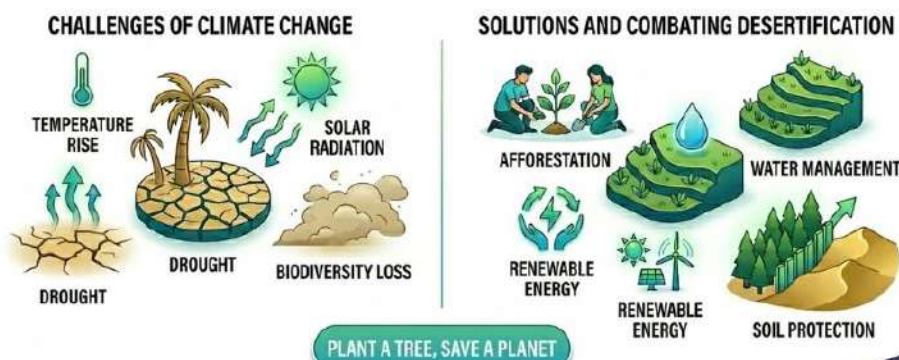 CHALLENGES OF CLIMATE CHANGE
TEMPERATURE
RISE
SOLAR
RADIATION
DROUGHT
DROUGHT
BIODIVERSITY LOSS
SOLUTIONS AND COMBATING DESERTIFICATION
AFFORESTATION
WATER MANAGEMENT
RENEWABLE
ENERGY
RENEWABLE
ENERGY
SOIL PROTECTION
PLANT A TREE, SAVE A PLANET